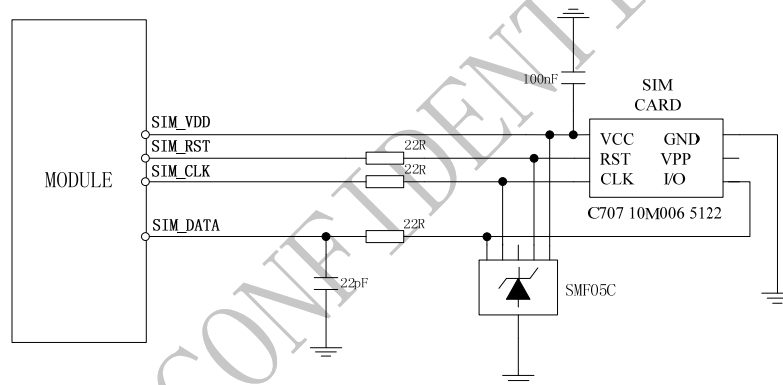 100nF
SIM
CARD
SIM_VDD
SIM_RST
SIM_CLK
SIM_DATA
MODULE
22R
22R
22R
VCC GND
RST VPP
CLK I/O
C707 10M006 5122
22pF
SMF05C
CONFIDENTI